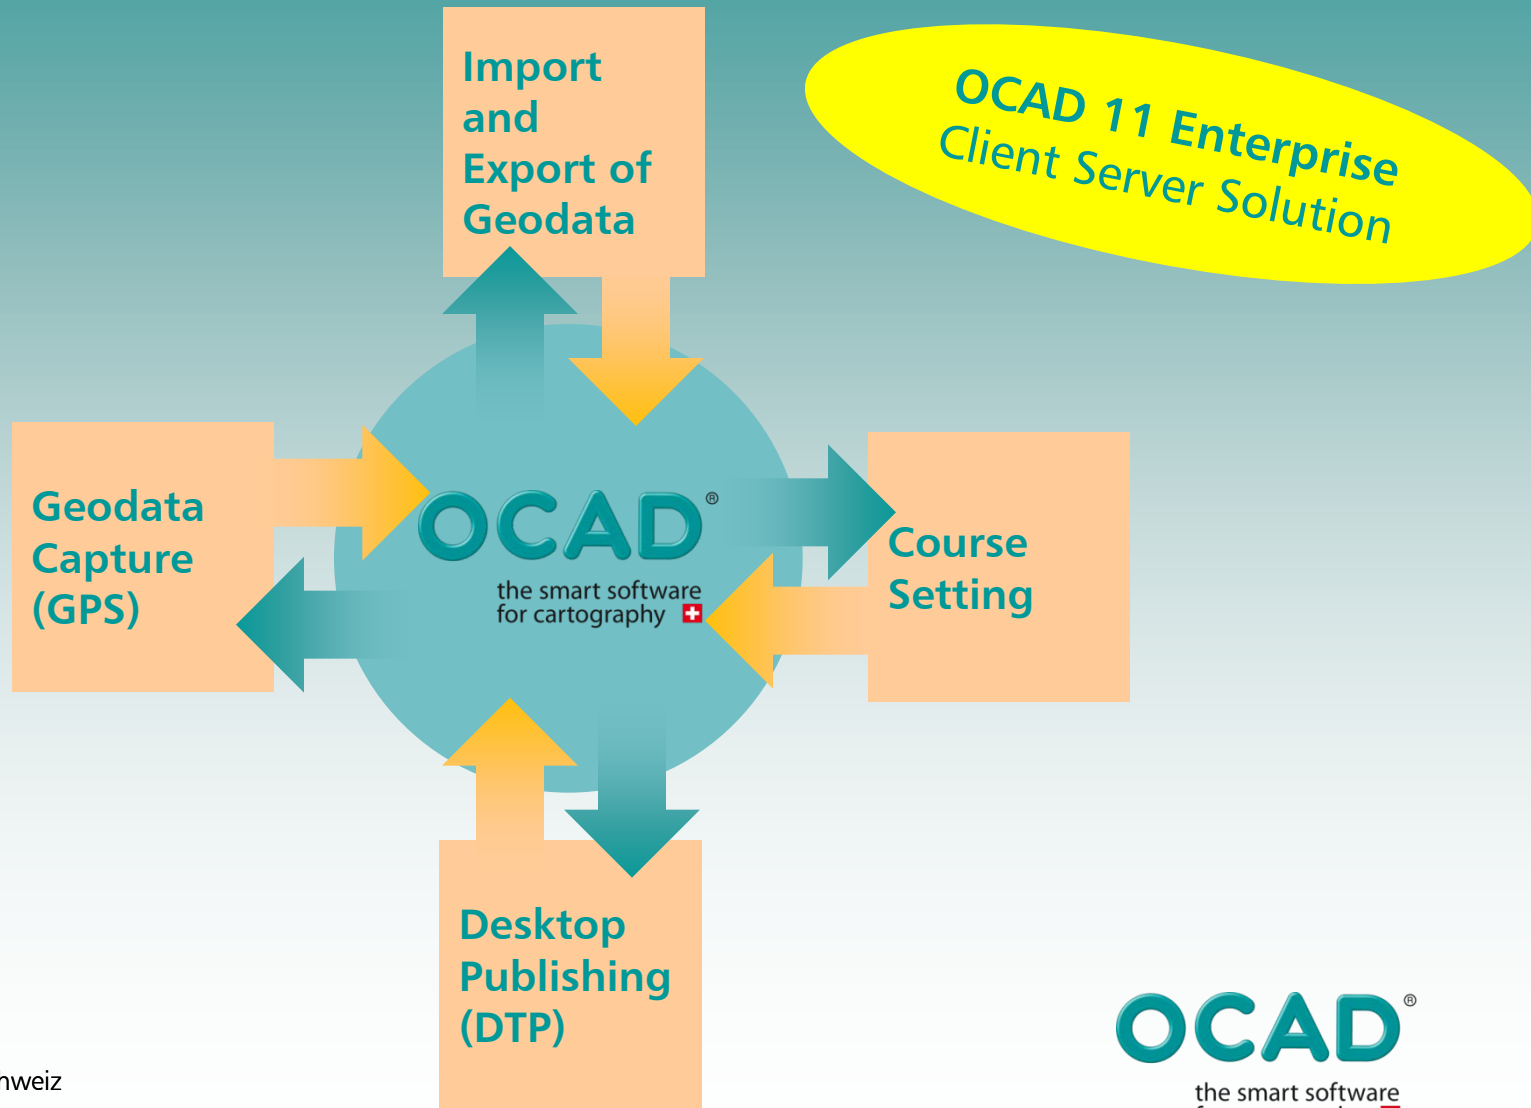 Import
and
Export of
Geodata
OCAD 11 Enterprise
Client Server Solution
Geodata
Capture
(GPS)
OCAD®
the smart software
for cartography
Course
Setting
Desktop
Publishing
(DTP)
hweiz
OCAD®
the smart software